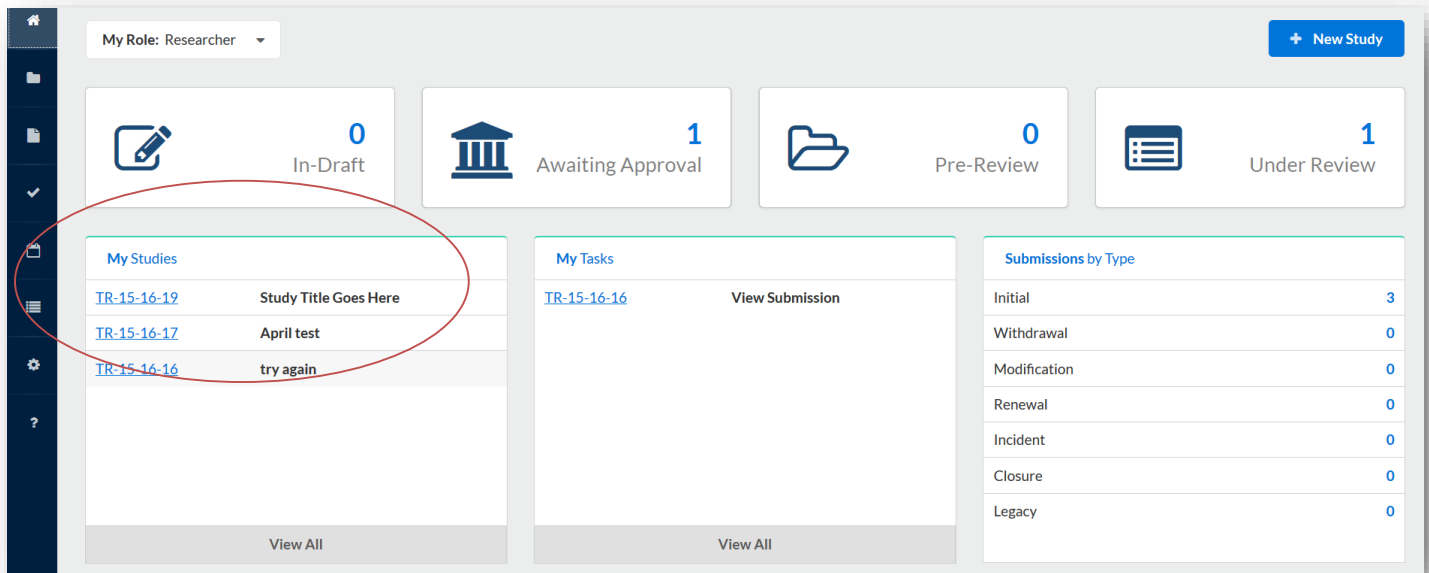 My Role: Researcher
+ New Study
0
In-Draft
1
Awaiting Approval
0
Pre-Review
1
Under Review
My Studies
TR-15-16-19 Study Title Goes Here
TR-15-16-17 April test
TR-15-16-16 try again
View All
My Tasks
TR-15-16-16 View Submission
View All
Submissions by Type
Initial 3
Withdrawal 0
Modification 0
Renewal 0
Incident 0
Closure 0
Legacy 0
?